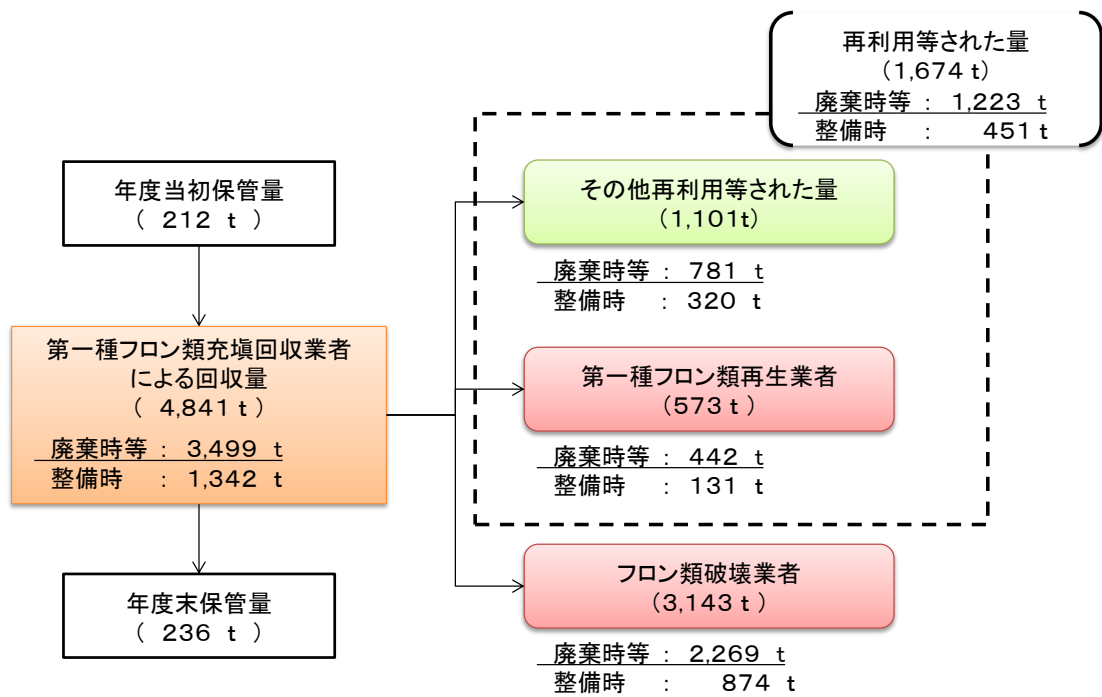 再利用等された量
(1,674 t)
廃棄時等 : 1,223 t
整備時 : 451 t
年度当初保管量
( 212 t )
その他再利用等された量
(1,101t)
廃棄時等 : 781 t
整備時 : 320 t
第一種フロン類充塡回収業者
による回収量
( 4,841 t )
廃棄時等 : 3,499 t
整備時 : 1,342 t
第一種フロン類再生業者
(573 t )
廃棄時等 : 442 t
整備時 : 131 t
年度末保管量
( 236 t )
フロン類破壊業者
(3,143 t )
廃棄時等 : 2,269 t
整備時 : 874 t